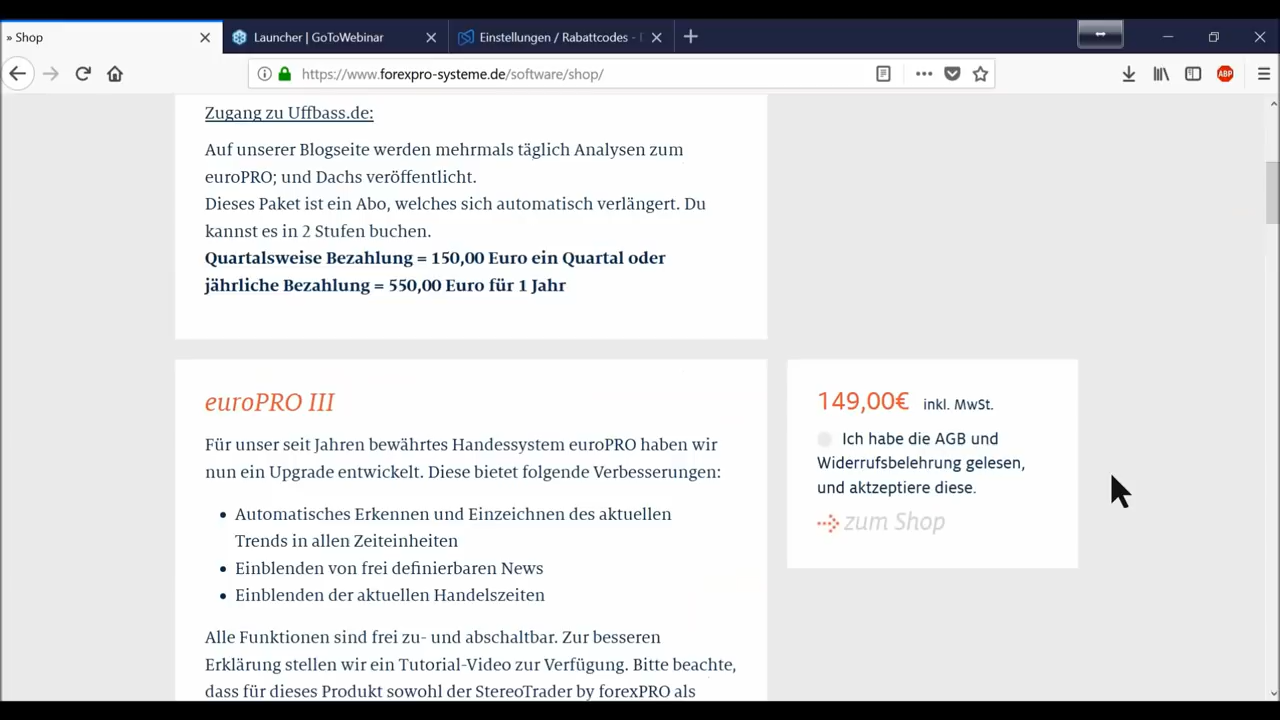 » Shop
Launcher | GoToWebinar
Einstellungen / Rabattcodes -
https://www.forexpro-systeme.de/software/shop/
ABP
Zugang zu Uffbass.de:
Auf unserer Blogseite werden mehrmals täglich Analysen zum
euroPRO; und Dachs veröffentlicht.
Dieses Paket ist ein Abo, welches sich automatisch verlängert. Du
kannst es in 2 Stufen buchen.
Quartalsweise Bezahlung = 150,00 Euro ein Quartal oder
jährliche Bezahlung = 550,00 Euro für 1 Jahr
euroPRO III
Für unser seit Jahren bewährtes Handessystem euroPRO haben wir
nun ein Upgrade entwickelt. Diese bietet folgende Verbesserungen:
• Automatisches Erkennen und Einzeichnen des aktuellen
Trends in allen Zeiteinheiten
• Einblenden von frei definierbaren News
• Einblenden der aktuellen Handelszeiten
Alle Funktionen sind frei zu- und abschaltbar. Zur besseren
Erklärung stellen wir ein Tutorial-Video zur Verfügung. Bitte beachte,
dass für dieses Produkt sowohl der StereoTrader by forexPRO als
149,00€ inkl. MwSt.
Ich habe die AGB und
Widerrufsbelehrung gelesen,
und aktzeptiere diese.
zum Shop